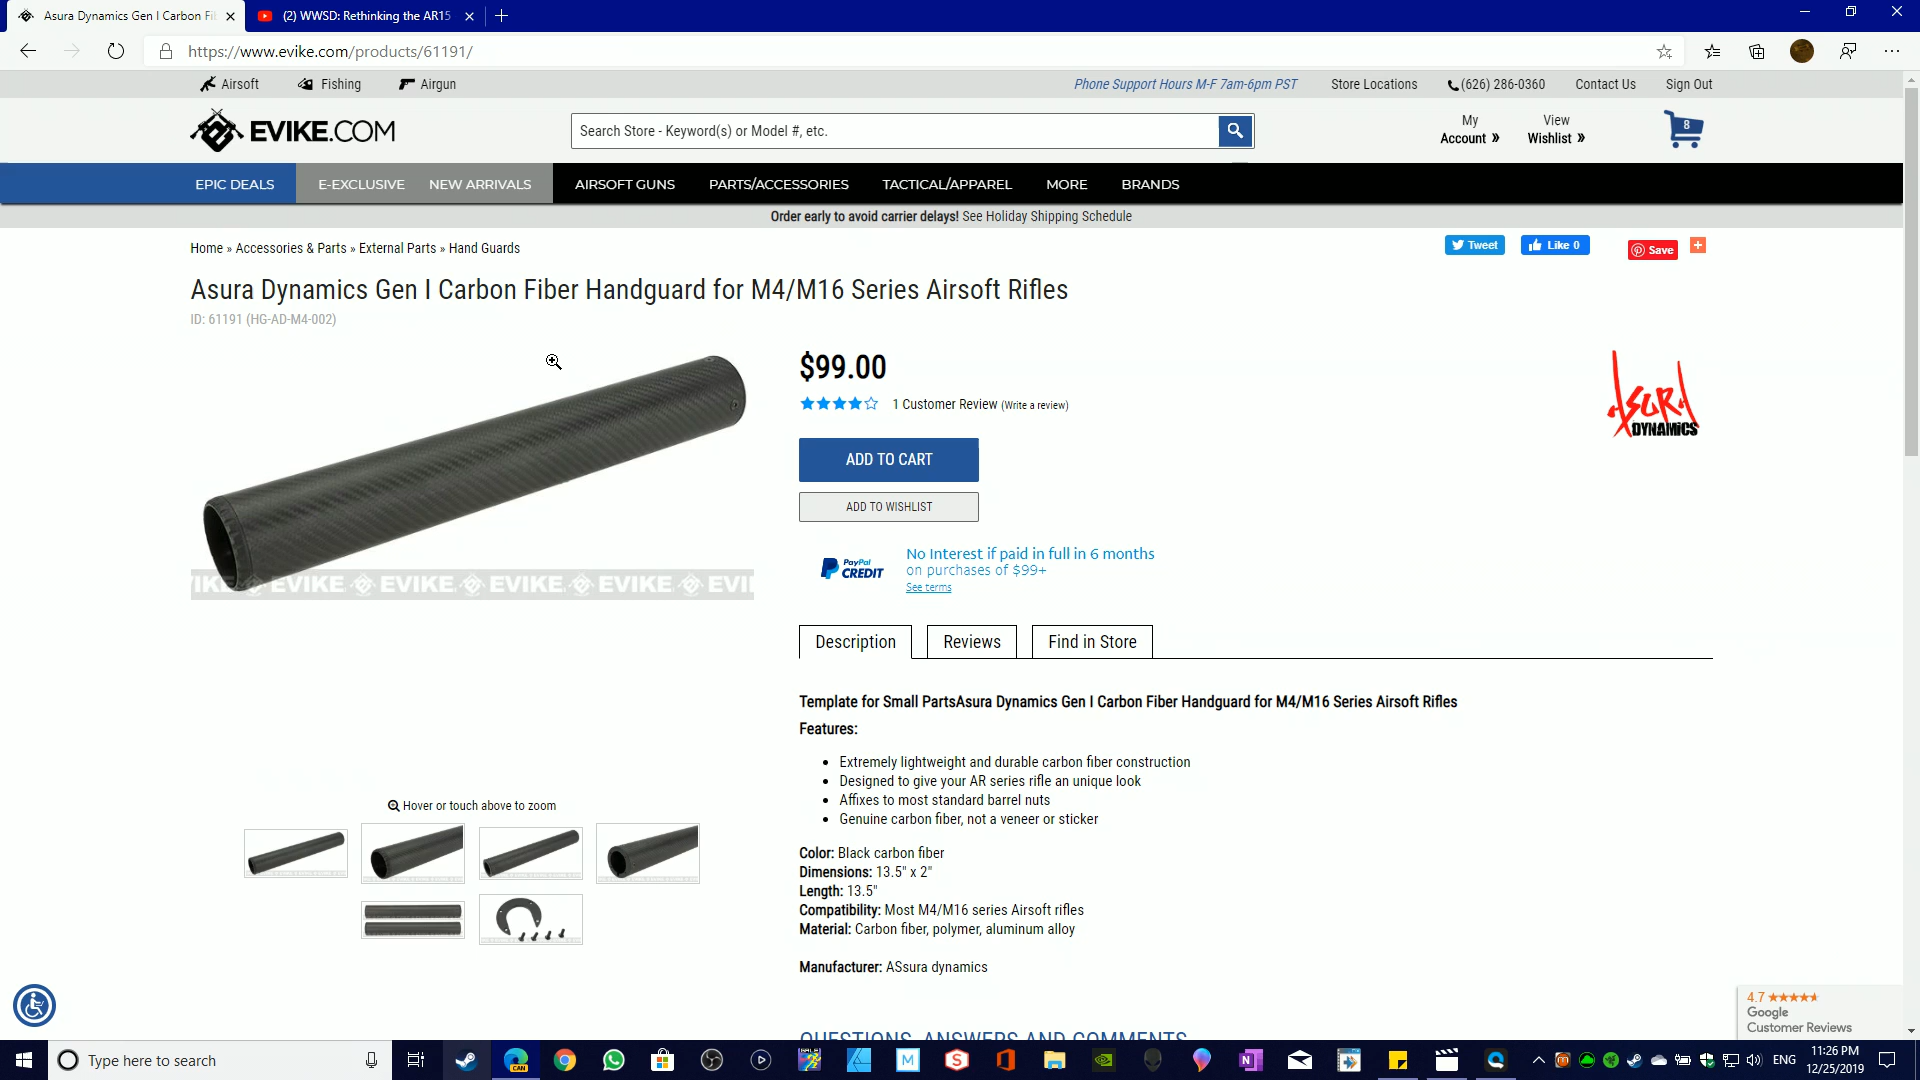 Asura Dynamics Gen I Carbon Fi
(2) WWSD: Rethinking the AR15
https://www.evike.com/products/61191/
Airsoft Fishing Airgun
Phone Support Hours M-F 7am-6pm PST Store Locations (626) 286-0360 Contact Us Sign Out
EVIKE.COM
Search Store - Keyword(s) or Model #, etc.
My Account »
View Wishlist »
8
EPIC DEALS E-EXCLUSIVE NEW ARRIVALS AIRSOFT GUNS PARTS/ACCESSORIES TACTICAL/APPAREL MORE BRANDS
Order early to avoid carrier delays! See Holiday Shipping Schedule
Home » Accessories & Parts » External Parts » Hand Guards
Tweet Like 0 Save
Asura Dynamics Gen I Carbon Fiber Handguard for M4/M16 Series Airsoft Rifles
ID: 61191 (HG-AD-M4-002)
$99.00
1 Customer Review (Write a review)
ASURA DYNAMICS
ADD TO CART
ADD TO WISHLIST
PayPal CREDIT
No Interest if paid in full in 6 months
on purchases of $99+
See terms
IKE EVIKE EVIKE EVIKE EVI
Description Reviews Find in Store
Template for Small PartsAsura Dynamics Gen I Carbon Fiber Handguard for M4/M16 Series Airsoft Rifles
Features:
Extremely lightweight and durable carbon fiber construction
Designed to give your AR series rifle an unique look
Affixes to most standard barrel nuts
Genuine carbon fiber, not a veneer or sticker
Hover or touch above to zoom
Color: Black carbon fiber
Dimensions: 13.5" x 2"
Length: 13.5"
Compatibility: Most M4/M16 series Airsoft rifles
Material: Carbon fiber, polymer, aluminum alloy
Manufacturer: ASsura dynamics
QUESTIONS, ANSWERS AND COMMENTS
4.7
Google
Customer Reviews
Type here to search
CAN
ENG
11:26 PM
12/25/2019